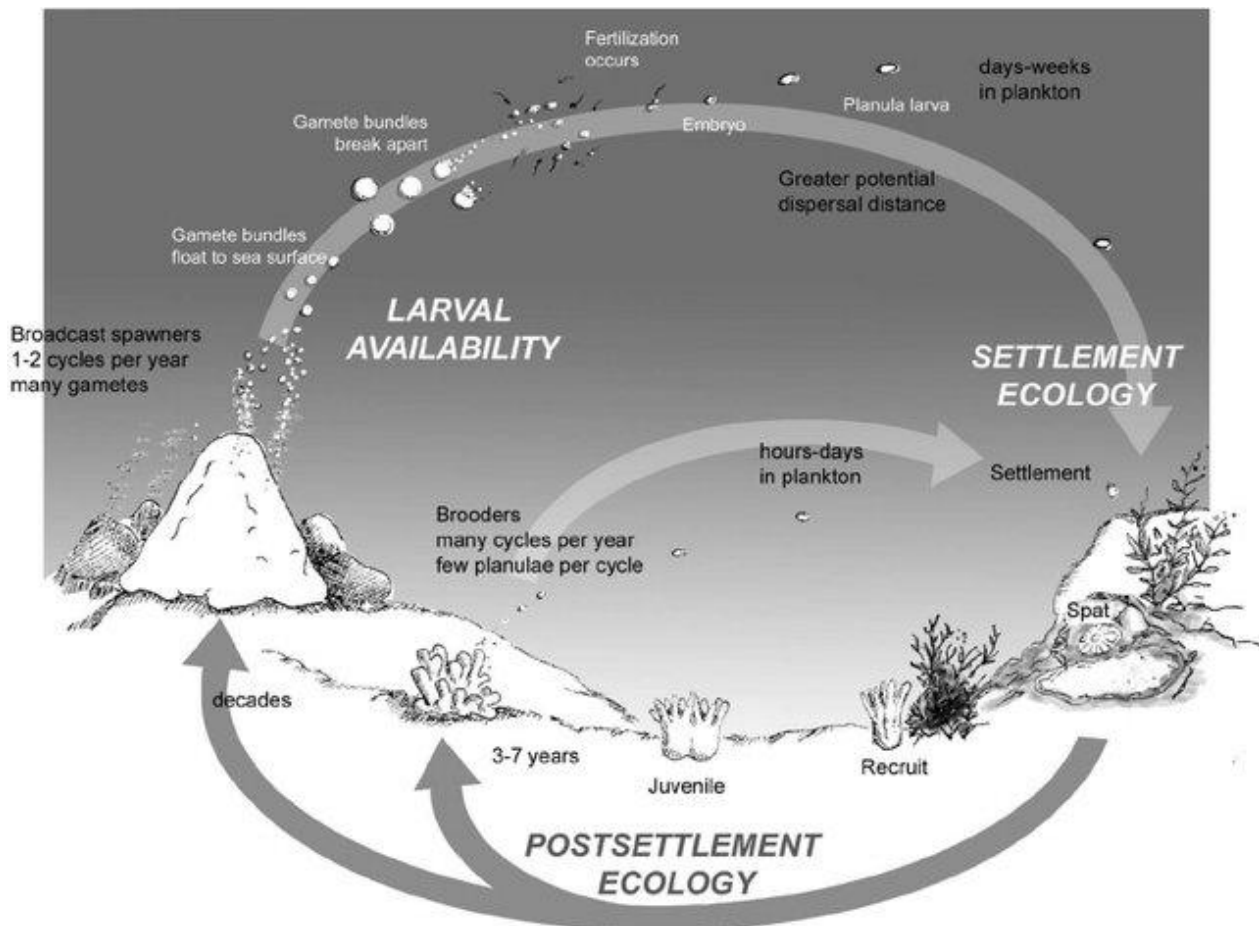 Fertilization
occurs
days-weeks
in plankton
Planula larva
Gamete bundles
break apart
Embryo
Greater potential
dispersal distance
Gamete bundles
float to sea surface
LARVAL
AVAILABILITY
Broadcast spawners
1-2 cycles per year
many gametes
SETTLEMENT
ECOLOGY
hours-days
in plankton
Settlement
Brooders
many cycles per year
few planulae per cycle
Spat
decades
3-7 years
Juvenile
Recruit
POSTSETTLEMENT
ECOLOGY